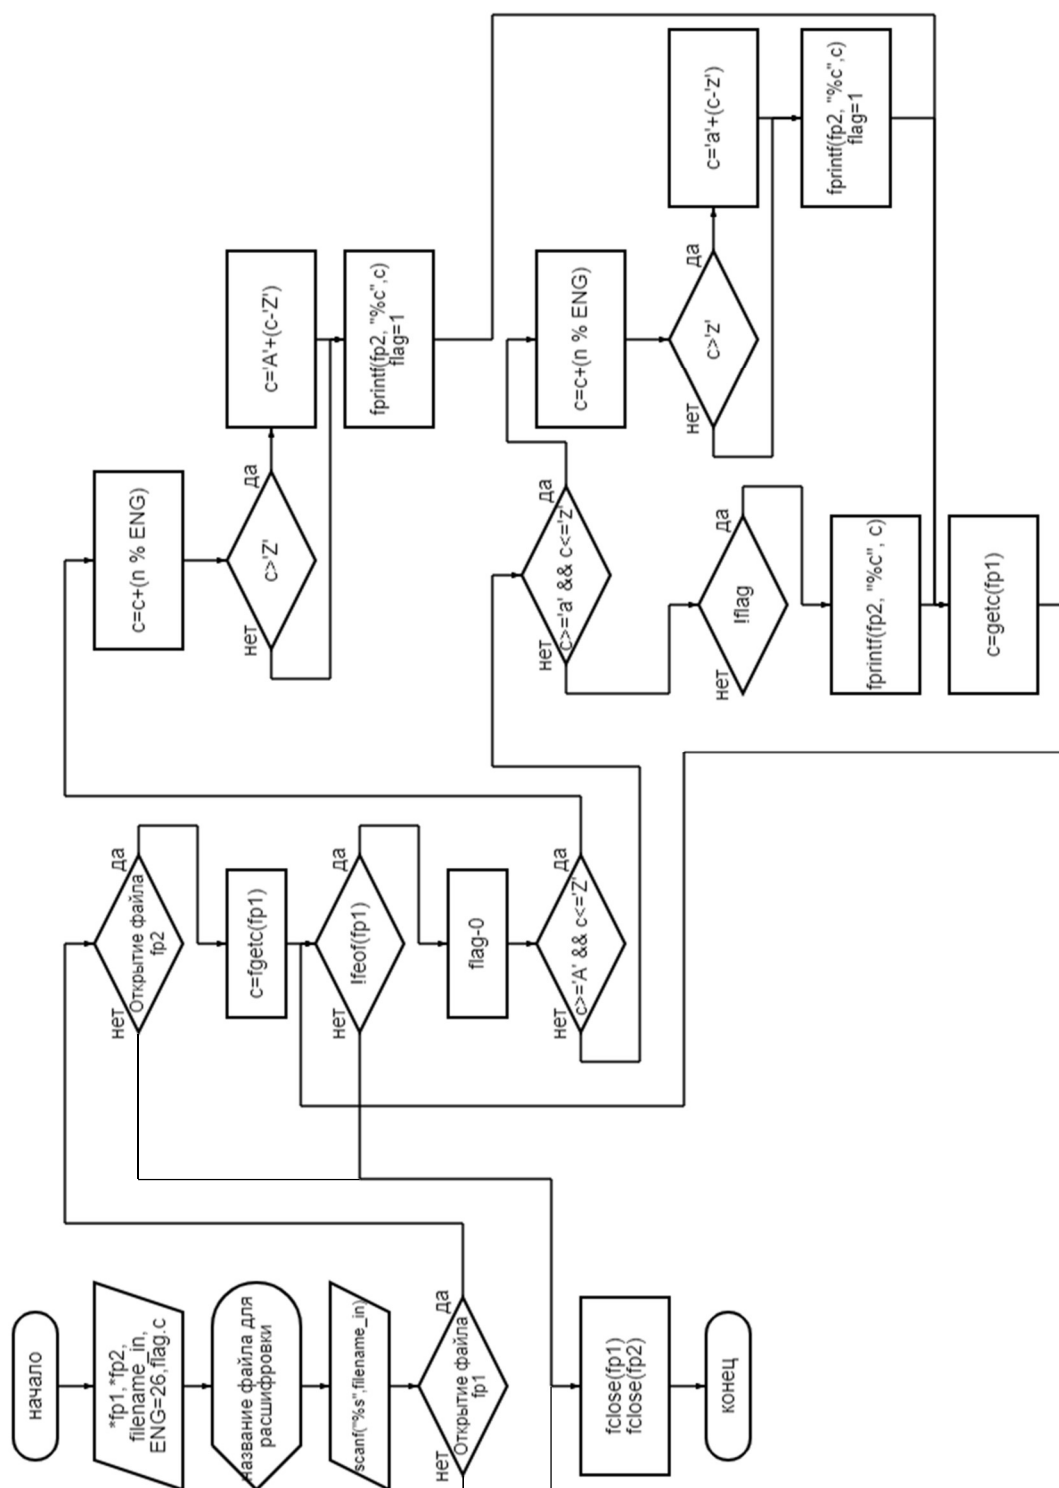 начало
*fp1,*fp2,
filename_in,
ENG=26,flag.c
название файла для
расшифровки
scanf("%s",filename_in)
Открытие файла
fp1
да
нет
fclose(fp1)
fclose(fp2)
конец
Открытие файла
fp2
да
нет
c=fgetc(fp1)
!feof(fp1)
да
нет
flag-0
c>='A' && c<='Z'
да
нет
c=c+(n % ENG)
c>'Z'
да
нет
c='A'+(c-'Z')
fprintf(fp2, "%c",c)
flag=1
c>='a' && c<='z'
да
нет
c=c+(n % ENG)
c>'z'
да
нет
c='a'+(c-'z')
fprintf(fp2, "%c",c)
flag=1
!flag
да
нет
fprintf(fp2, "%c", c)
c=getc(fp1)